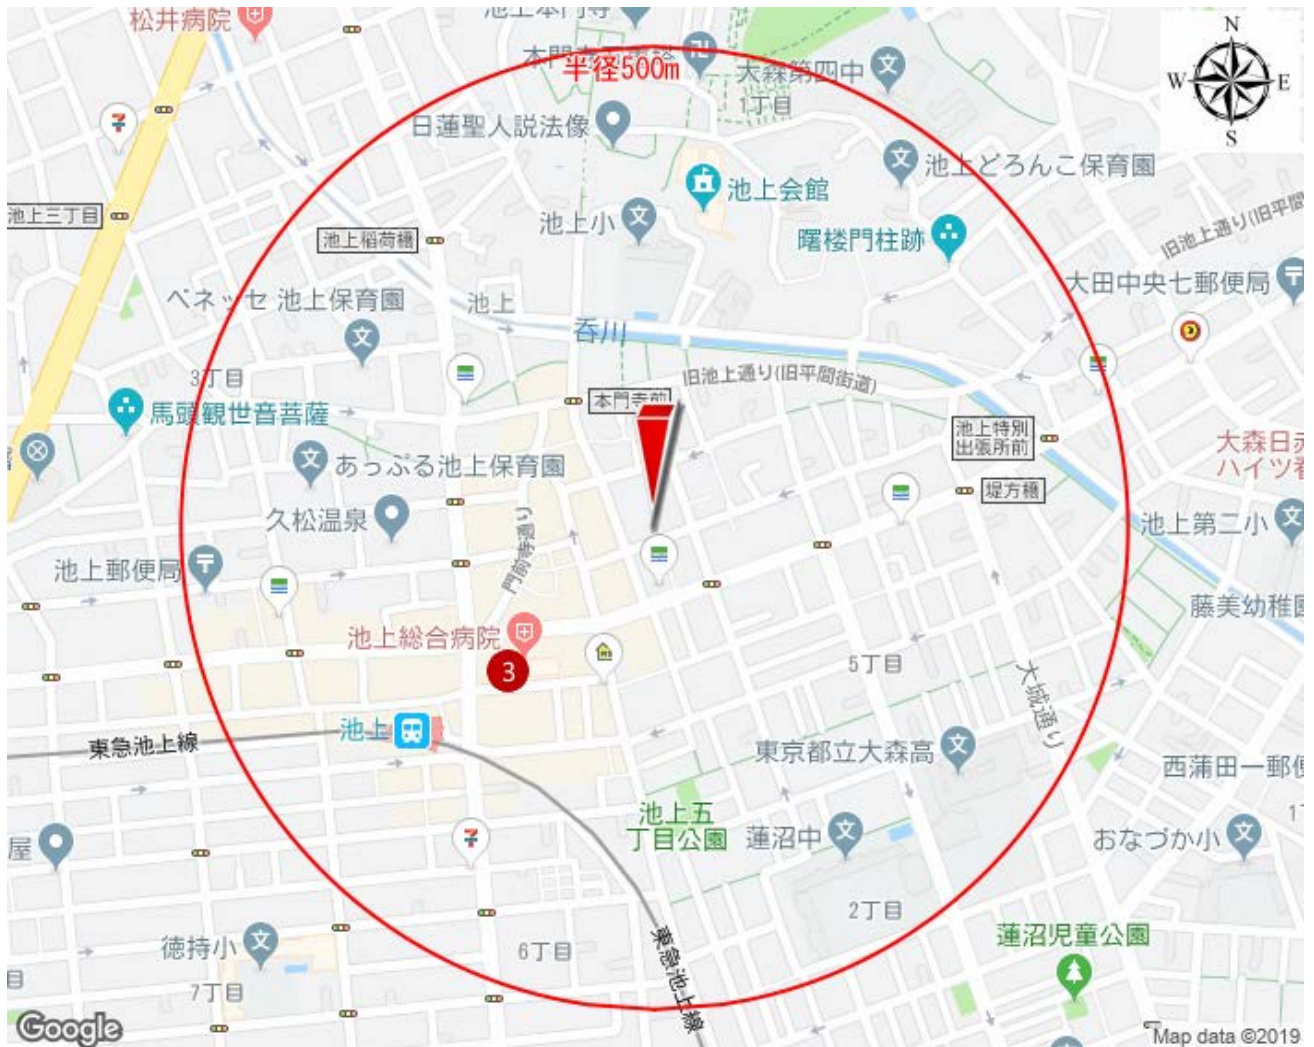 松井病院
池上本門寺
N
W
E
S
半径500m
大森第四中
1丁目
日蓮聖人説法像
池上どろんこ保育園
池上会館
池上三丁目
池上小
曙楼門柱跡
旧池上通り(旧平間
池上稲荷橋
大田中央七郵便局
ベネッセ 池上保育園
池上
呑川
3丁目
旧池上通り(旧平間街道)
本門寺前
馬頭観世音菩薩
池上特別
出張所前
大森日赤
ハイツ
あっぷる池上保育園
堤方橋
久松温泉
池上第二小
門前寺通り
池上郵便局
藤美幼稚園
池上総合病院
3
5丁目
大城通り
池上
東急池上線
東京都立大森高
西蒲田一郵便
池上五
丁目公園
蓮沼中
屋
おなづか小
1丁
2丁目
徳持小
6丁目
東急池上線
蓮沼児童公園
7丁目
目
Google
Map data ©2019